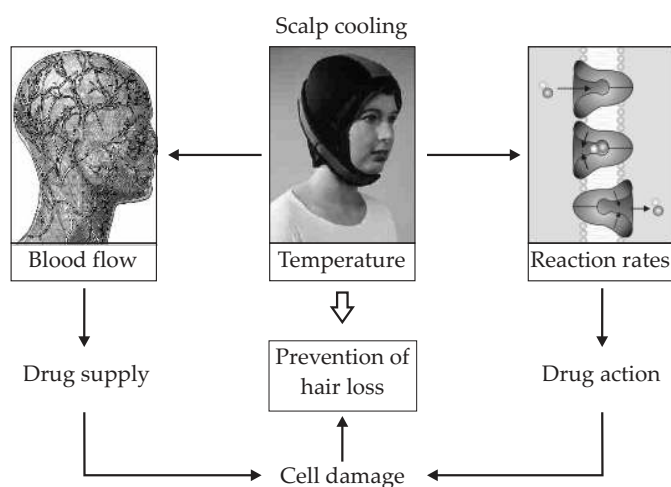 Scalp cooling
Blood flow
Temperature
Reaction rates
Drug supply
Prevention of
hair loss
Drug action
Cell damage